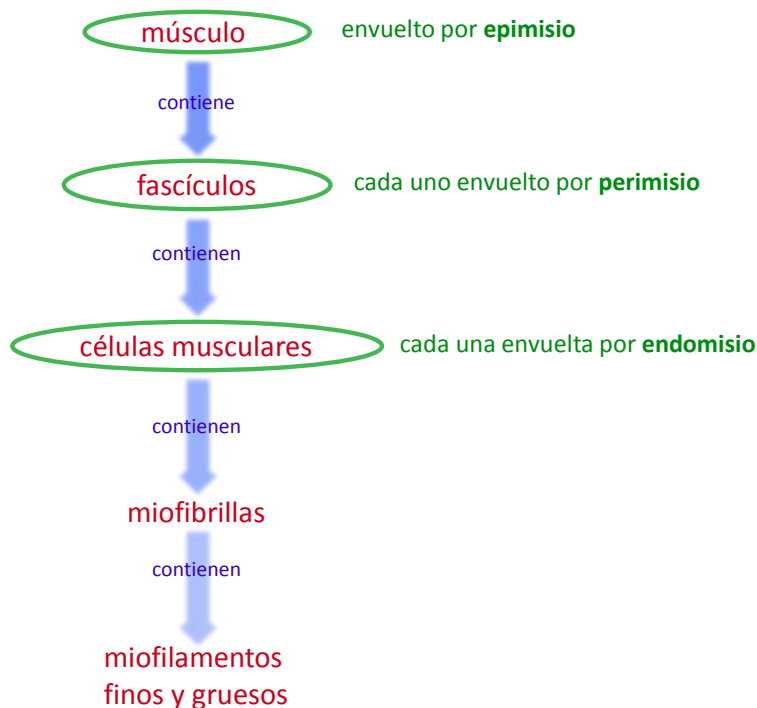 músculo envuelto por epimisio
contiene
fascículos cada uno envuelto por perimisio
contienen
células musculares cada una envuelta por endomisio
contienen
miofibrillas
contienen
miofilamentos
finos y gruesos